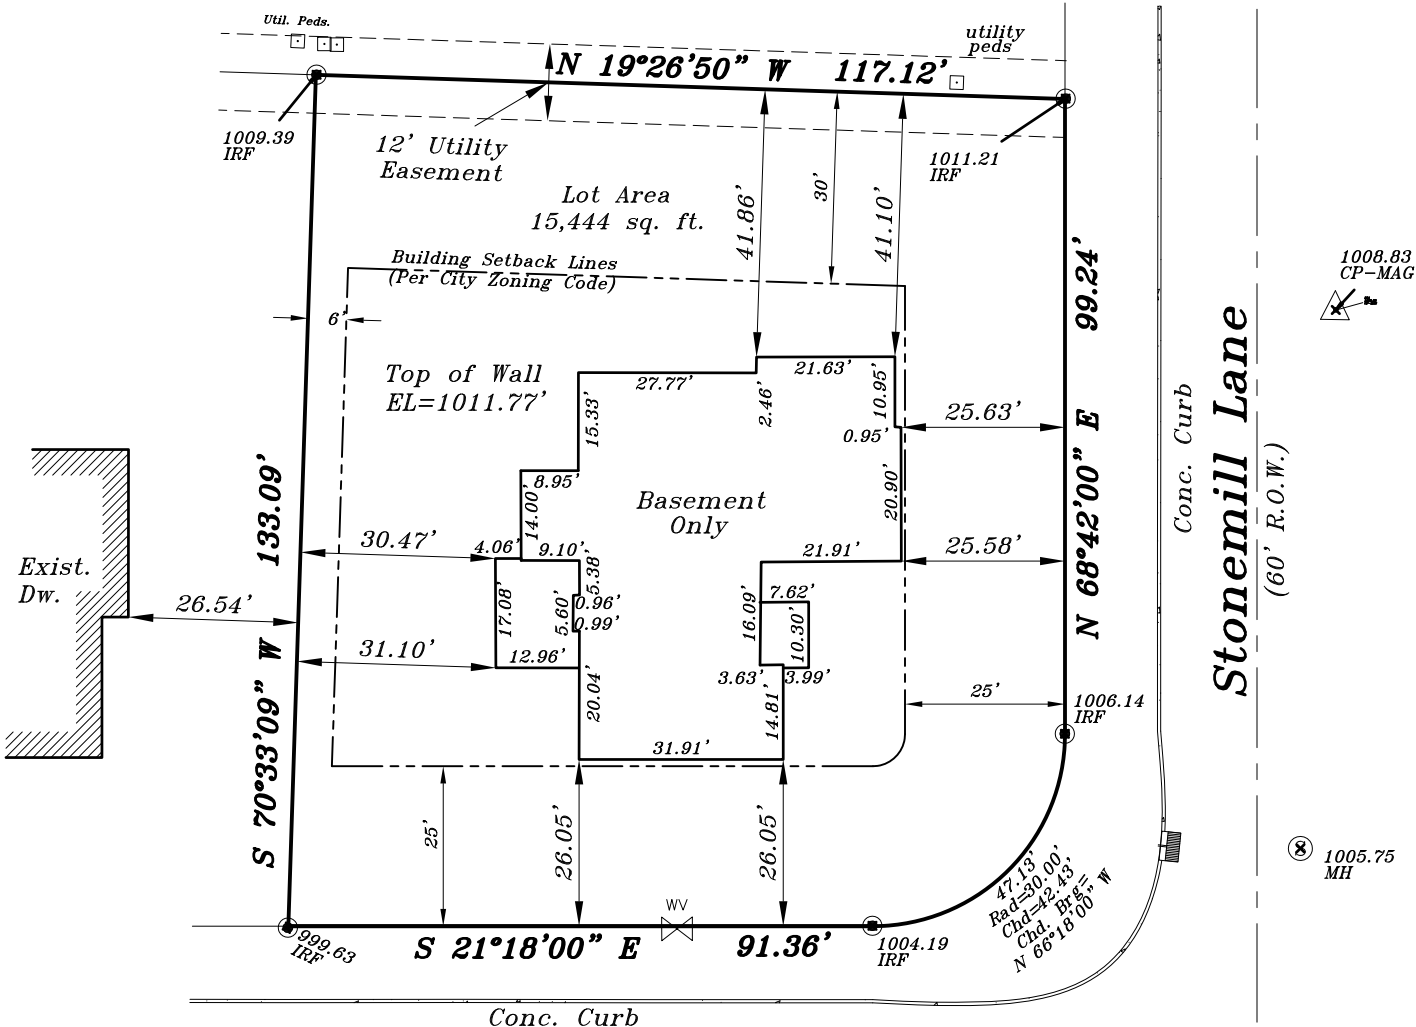 Util. Peds.
utility
peds
N 19°26'50" W 117.12'
1009.39
IRF
12' Utility
Easement
1011.21
IRF
Lot Area
15,444 sq. ft.
41.86'
30'
41.10'
Building Setback Lines
(Per City Zoning Code)
99.24'
1008.83
CP-MAG
6'
Top of Wall
EL=1011.77'
27.77'
21.63'
2.46'
10.95'
15.33'
0.95'
25.63'
Conc. Curb
Stonemill Lane
(60' R.O.W.)
133.09'
8.95'
14.00'
Basement
Only
20.90'
N 68°42'00" E
30.47'
4.06'
9.10'
5.38'
21.91'
25.58'
Exist.
Dw.
26.54'
17.08'
5.60'
0.96'
0.99'
16.09'
7.62'
10.30'
31.10'
12.96'
3.63'
3.99'
S 70°33'09" W
20.04'
14.81'
25'
1006.14
IRF
31.91'
25'
26.05'
26.05'
47.13'
Rad=30.00'
Chd=42.43'
Chd. Brg=
N 66°18'00" W
1005.75
MH
WV
999.63
IRF
S 21°18'00" E 91.36'
1004.19
IRF
Conc. Curb